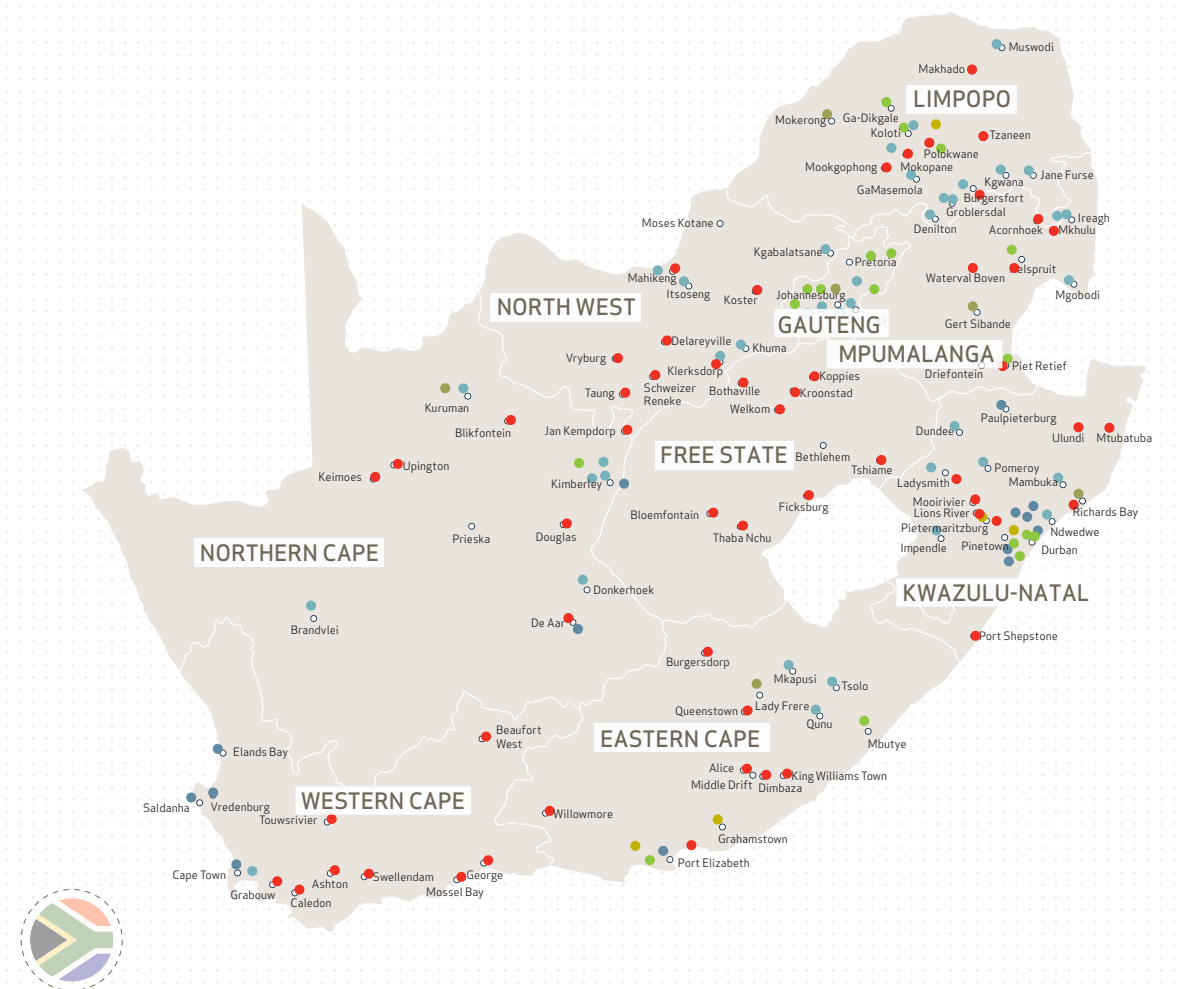 Muswodi
Makhado
LIMPOPO
Mokerong
Ga-Dikgale
Koloti
Tzaneen
Polokwane
Mookgophong
Mokopane
GaMasemola
Kgwana
Jane Furse
Burgersfort
Groblersdal
Denilton
Ireagh
Acornhoek
Mkhulu
Moses Kotane
Kgabalatsane
Pretoria
Mahikeng
Itsoseng
Waterval Boven
Nelspruit
Mgobodi
NORTH WEST
Koster
Johannesburg
GAUTENG
Gert Sibande
MPUMALANGA
Delareyville
Khuma
Vryburg
Klerksdorp
Driefontein
Piet Retief
Taung
Schweizer
Reneke
Bothaville
Koppies
Kroonstad
Welkom
Kuruman
Blikfontein
Jan Kempdorp
Paulpieterburg
Dundee
Ulundi
Mtubatuba
FREE STATE
Bethlehem
Tshiame
Keimoes
Upington
Kimberley
Pomeroy
Ladysmith
Mambuka
Mooirivier
Richards Bay
Lions River
Ficksburg
Bloemfontain
Thaba Nchu
Pietermaritzburg
Ndwedwe
Impendle
Pinetown
Durban
Prieska
Douglas
NORTHERN CAPE
KWAZULU-NATAL
Donkerhoek
Brandvlei
De Aar
Port Shepstone
Burgersdorp
Mkapusi
Tsolo
Lady Frere
Queenstown
Qunu
Mbutye
EASTERN CAPE
Beaufort
West
Elands Bay
Alice
Middle Drift
Dimbaza
King Williams Town
Saldanha
Vredenburg
WESTERN CAPE
Touwsrivier
Willowmore
Grahamstown
Port Elizabeth
Cape Town
Grabouw
Ashton
Caledon
Swellendam
George
Mossel Bay